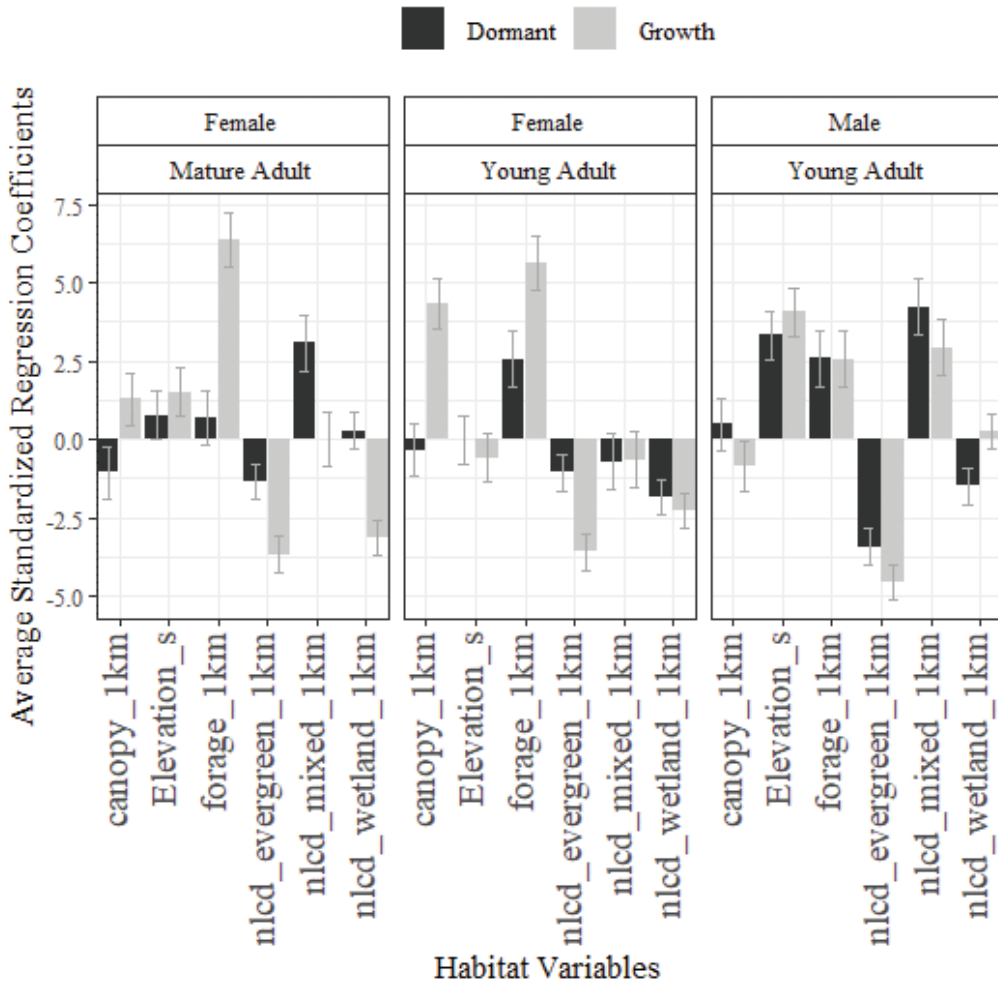 Dormant Growth
Average Standardized Regression Coefficients
Female Female Male
Mature Adult Young Adult Young Adult
7.5
5.0
2.5
0.0
-2.5
-5.0
canopy_1km
Elevation_s
forage_1km
nlcd_evergreen_1km
nlcd_mixed_1km
nlcd_wetland_1km
canopy_1km
Elevation_s
forage_1km
nlcd_evergreen_1km
nlcd_mixed_1km
nlcd_wetland_1km
canopy_1km
Elevation_s
forage_1km
nlcd_evergreen_1km
nlcd_mixed_1km
nlcd_wetland_1km
Habitat Variables